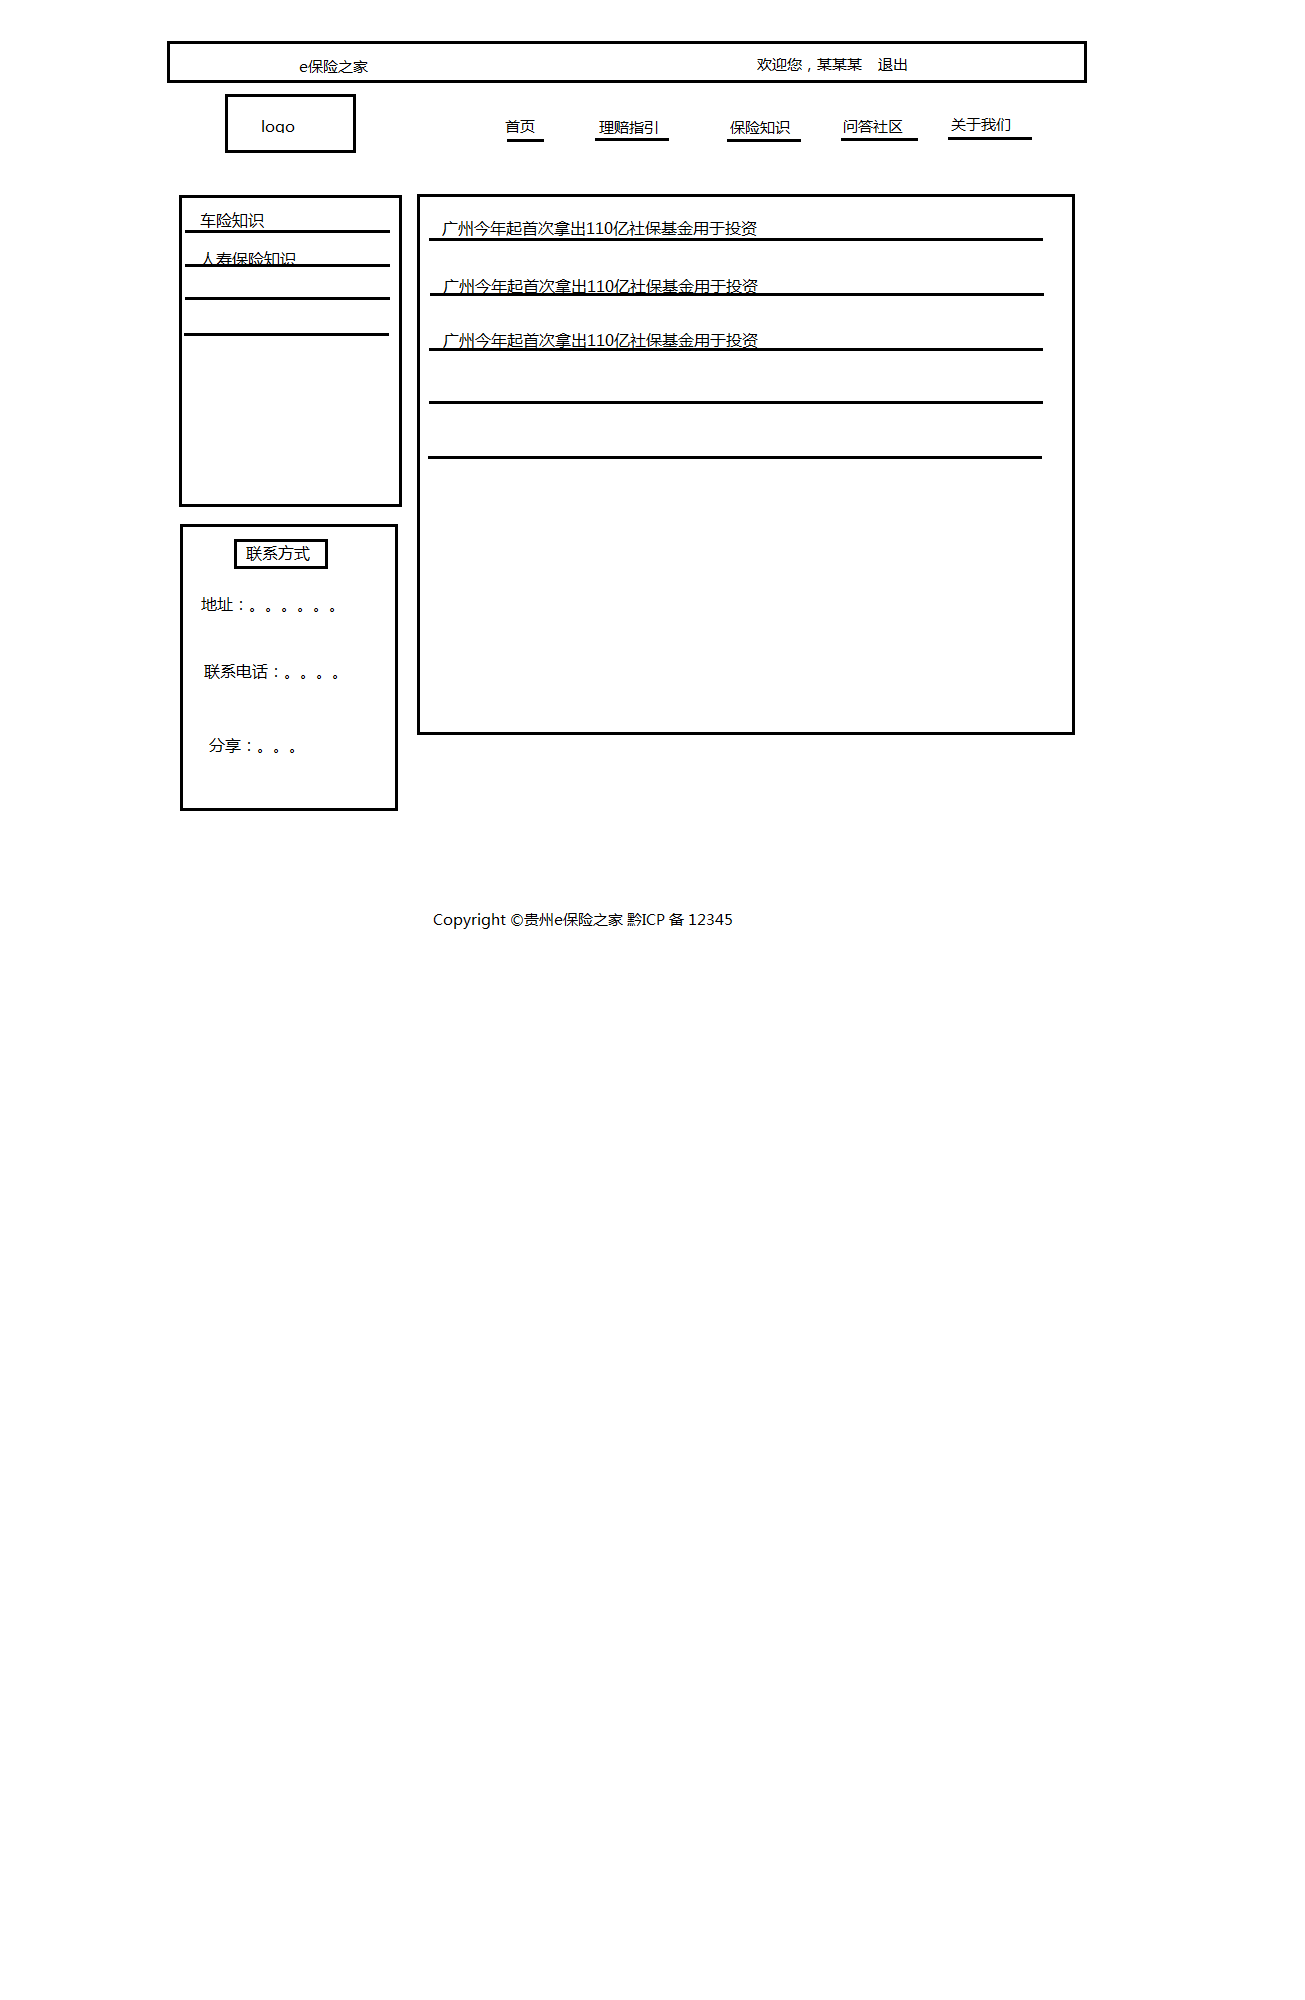 e保险之家
欢迎您，某某某 退出
logo
首页 理赔指引 保险知识 问答社区 关于我们
车险知识
人寿保险知识
广州今年起首次拿出110亿社保基金用于投资
广州今年起首次拿出110亿社保基金用于投资
广州今年起首次拿出110亿社保基金用于投资
联系方式
地址：。。。。。。
联系电话：。。。。
分享：。。。
Copyright ©贵州e保险之家 黔ICP 备 12345